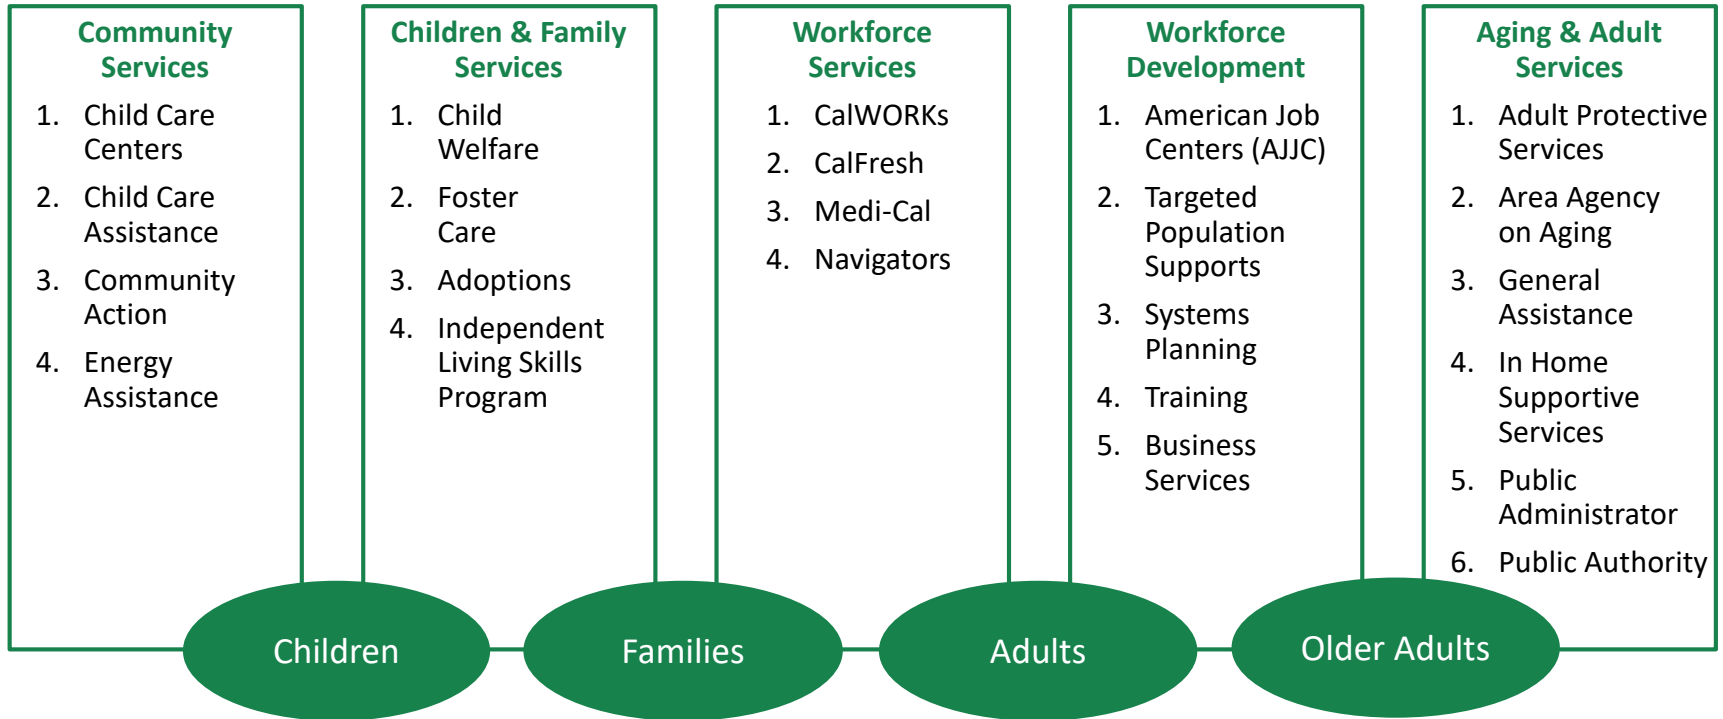 Community
Services
1. Child Care
Centers
2. Child Care
Assistance
3. Community
Action
4. Energy
Assistance
Children & Family
Services
1. Child
Welfare
2. Foster
Care
3. Adoptions
4. Independent
Living Skills
Program
Workforce
Services
1. CalWORKs
2. CalFresh
3. Medi-Cal
4. Navigators
Workforce
Development
1. American Job
Centers (AJJC)
2. Targeted
Population
Supports
3. Systems
Planning
4. Training
5. Business
Services
Aging & Adult
Services
1. Adult Protective
Services
2. Area Agency
on Aging
3. General
Assistance
4. In Home
Supportive
Services
5. Public
Administrator
6. Public Authority
Children
Families
Adults
Older Adults